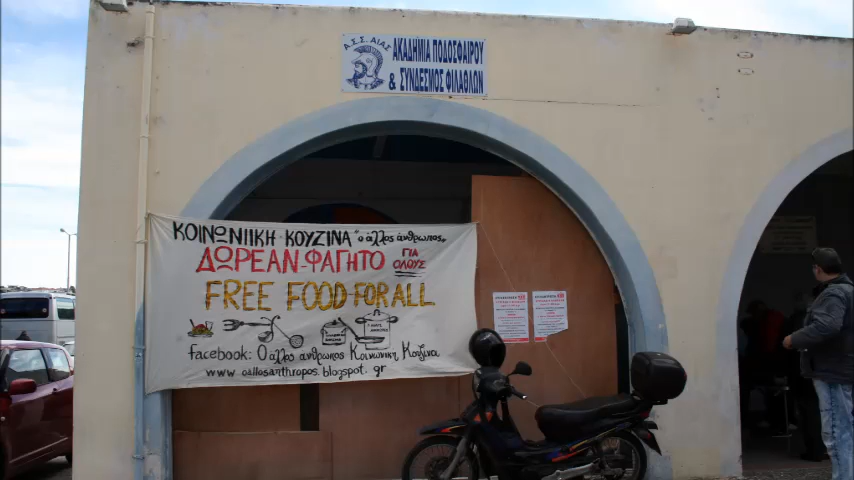 Α.Σ.Σ. ΑΙΑΣ
ΑΚΑΔΗΜΙΑ ΠΟΔΟΣΦΑΙΡΟΥ
& ΣΥΝΔΕΣΜΟΣ ΦΙΛΑΘΛΩΝ
ΚΟΙΝΩΝΙΚΗ ΚΟΥΖΙΝΑ "ο άλλος άνθρωπος"
ΔΩΡΕΑΝ-ΦΑΓΗΤΟ ΓΙΑ ΟΛΟΥΣ
FREE FOOD FOR ALL
facebook: Ο άλλος άνθρωπος Κοινωνική Κουζίνα
www.oallosanthropos.blogspot.gr